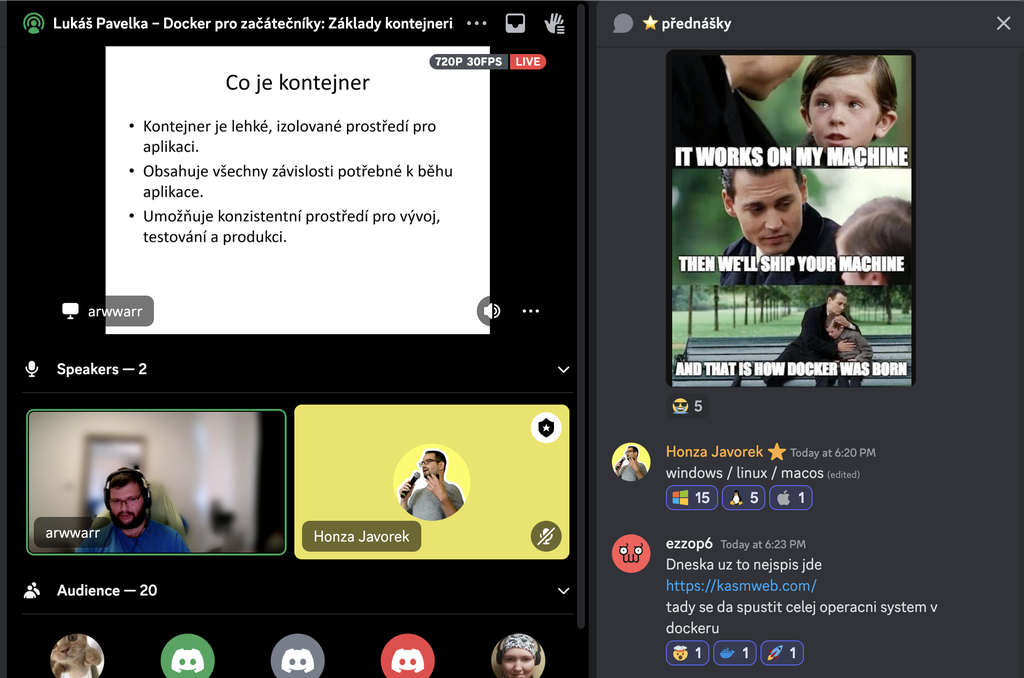 Lukáš Pavelka – Docker pro začátečníky: Základy kontejneri
720P 30FPS LIVE
Co je kontejner
• Kontejner je lehké, izolované prostředí pro
aplikaci.
• Obsahuje všechny závislosti potřebné k běhu
aplikace.
• Umožňuje konzistentní prostředí pro vývoj,
testování a produkci.
arwwarr
Speakers — 2
arwwarr
Honza Javorek
Audience — 20
přednášky
IT WORKS ON MY MACHINE
THEN WE'LL SHIP YOUR MACHINE
AND THAT IS HOW DOCKER WAS BORN
5
Honza Javorek Today at 6:20 PM
windows / linux / macos (edited)
15 5 1
ezzop6 Today at 6:23 PM
Dneska uz to nejspis jde
https://kasmweb.com/
tady se da spustit celej operacni system v
dockeru
1 1 1